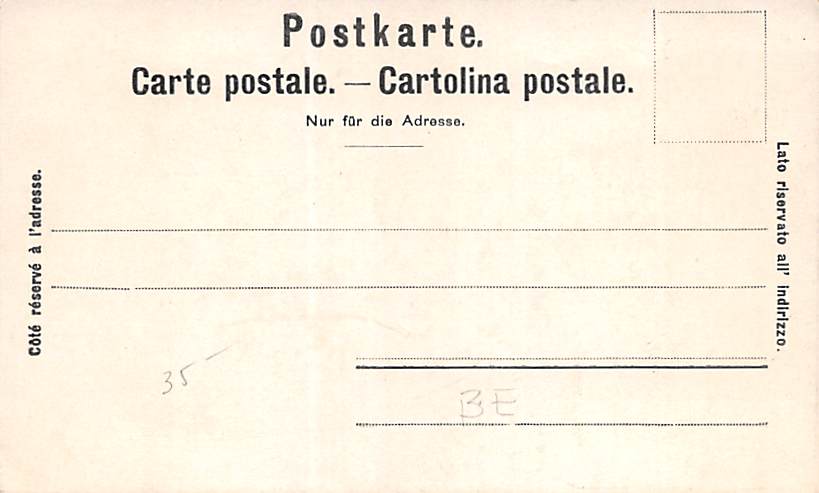 Postkarte.
Carte postale. — Cartolina postale.
Nur für die Adresse.
Côté réservé à l'adresse.
Lato riservato all' indirizzo.
35 –
BE